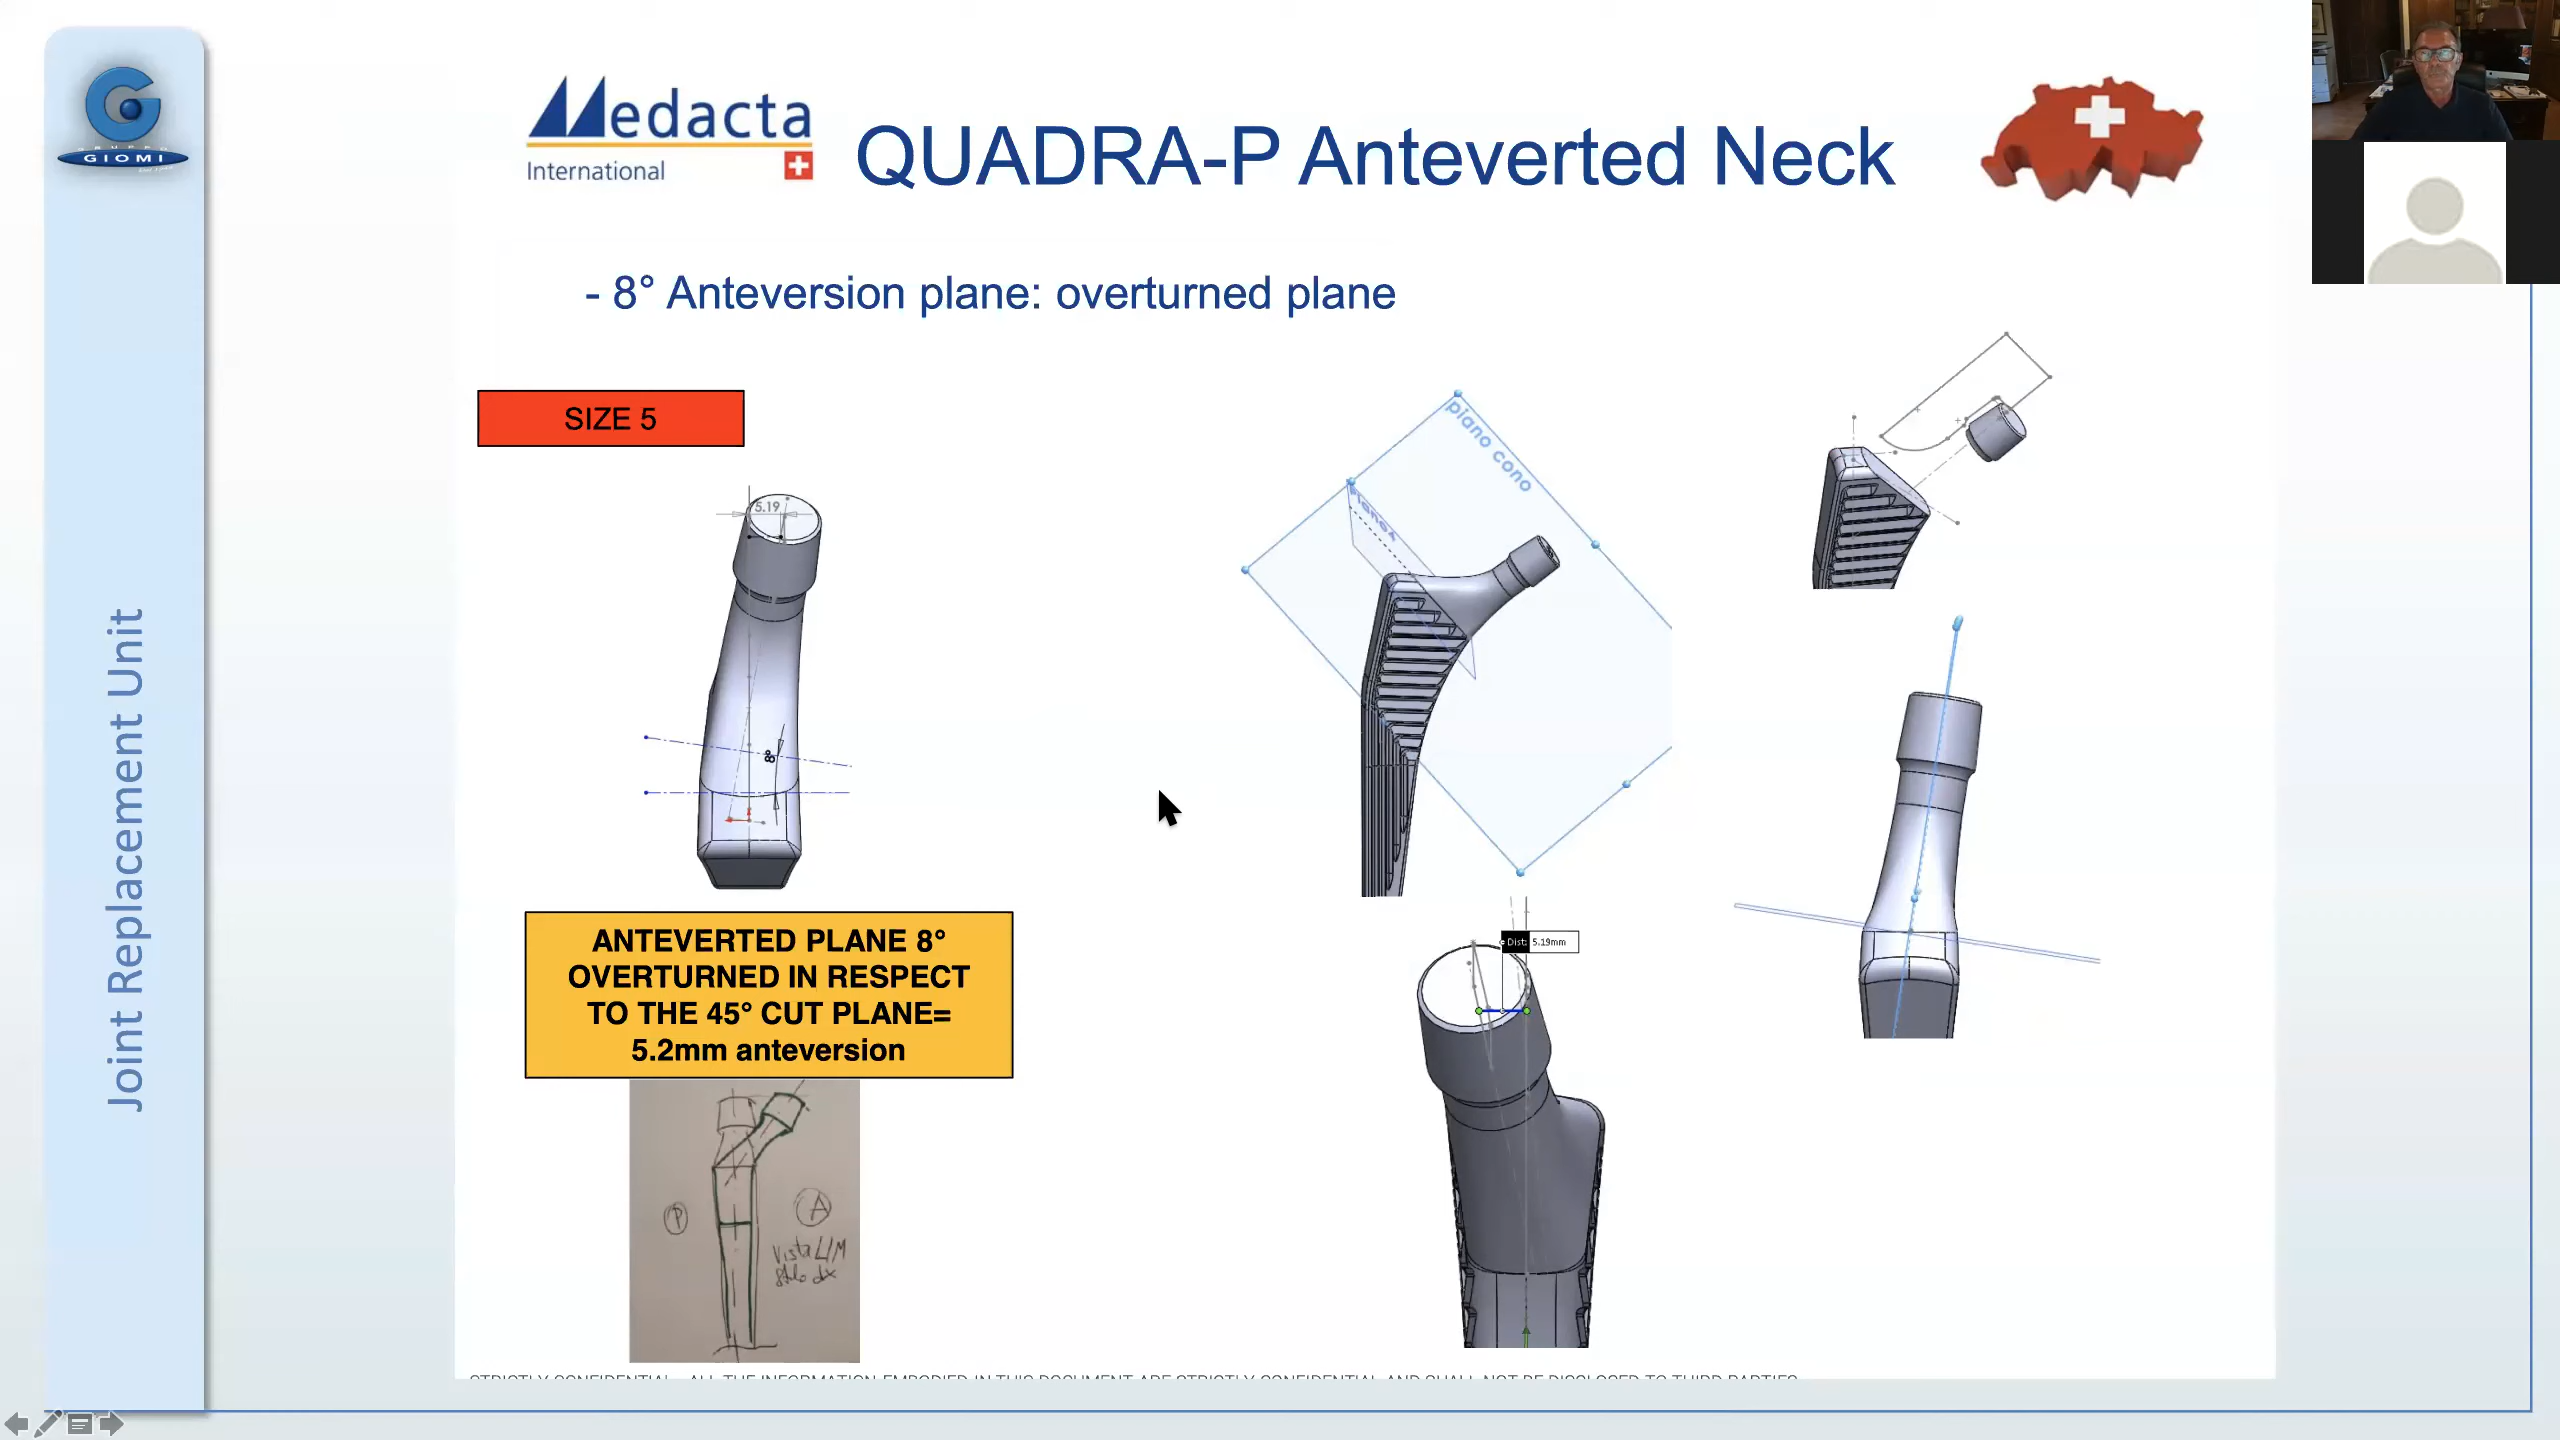 GRUPPO
GIOMI
Joint Replacement Unit
Medacta
International
QUADRA-P Anteverted Neck
- 8° Anteversion plane: overturned plane
SIZE 5
5.19
8°
piano cono
Dist: 5.19mm
ANTEVERTED PLANE 8°
OVERTURNED IN RESPECT
TO THE 45° CUT PLANE=
5.2mm anteversion
P
A
Vista L/M
stelo dx
STRICTLY CONFIDENTIAL - ALL THE INFORMATION EMBODIED IN THIS DOCUMENT ARE STRICTLY CONFIDENTIAL AND SHALL NOT BE DISCLOSED TO THIRD PARTIES